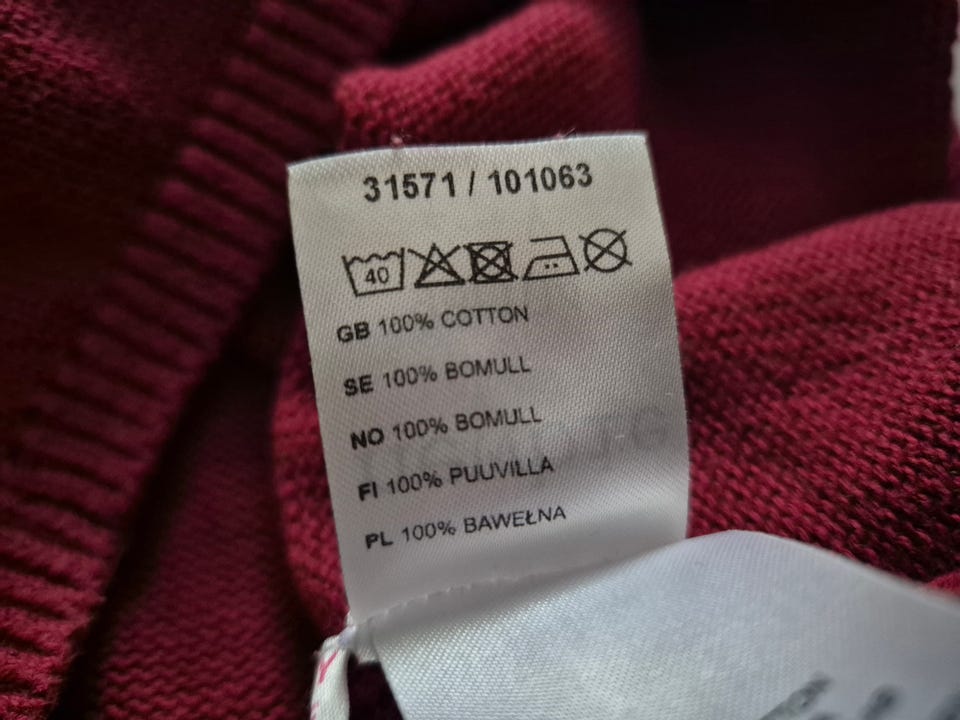 31571 / 101063
40
GB 100% COTTON
SE 100% BOMULL
NO 100% BOMULL
FI 100% PUUVILLA
PL 100% BAWEŁNA